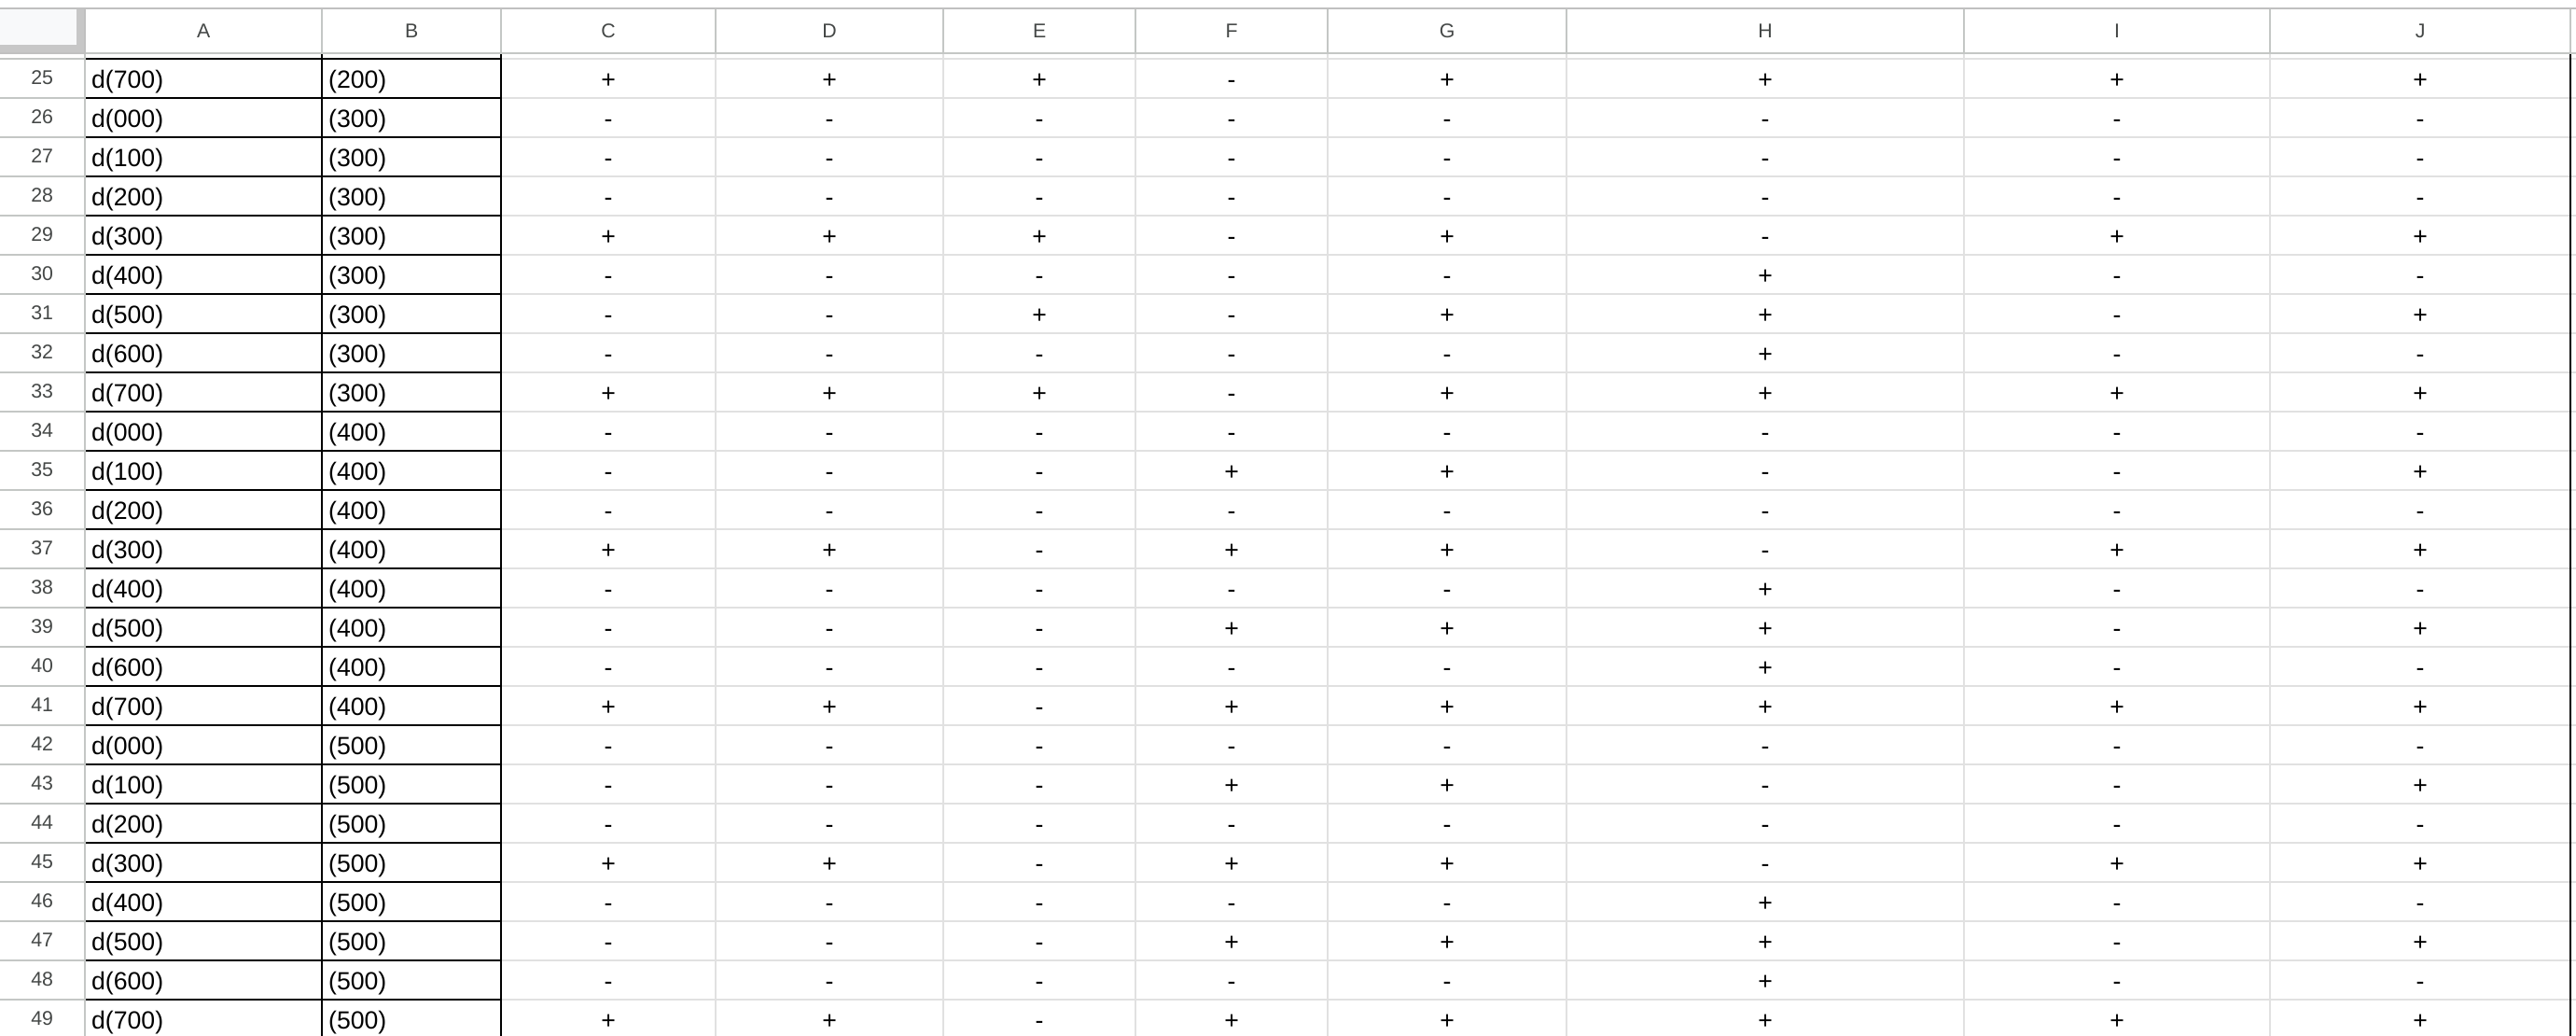 A B C D E F G H I J
25 d(700) (200) + + + - + + + +
26 d(000) (300) - - - - - - - -
27 d(100) (300) - - - - - - - -
28 d(200) (300) - - - - - - - -
29 d(300) (300) + + + - + - + +
30 d(400) (300) - - - - - + - -
31 d(500) (300) - - + - + + - +
32 d(600) (300) - - - - - + - -
33 d(700) (300) + + + - + + + +
34 d(000) (400) - - - - - - - -
35 d(100) (400) - - - + + - - +
36 d(200) (400) - - - - - - - -
37 d(300) (400) + + - + + - + +
38 d(400) (400) - - - - - + - -
39 d(500) (400) - - - + + + - +
40 d(600) (400) - - - - - + - -
41 d(700) (400) + + - + + + + +
42 d(000) (500) - - - - - - - -
43 d(100) (500) - - - + + - - +
44 d(200) (500) - - - - - - - -
45 d(300) (500) + + - + + - + +
46 d(400) (500) - - - - - + - -
47 d(500) (500) - - - + + + - +
48 d(600) (500) - - - - - + - -
49 d(700) (500) + + - + + + + +